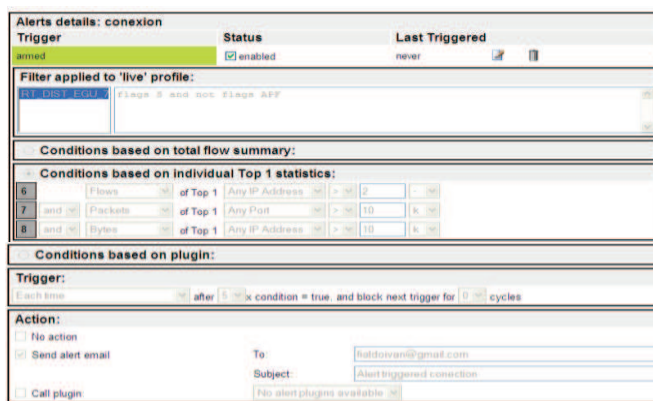 Alerts details: conexion
Trigger Status Last Triggered
armed enabled never
Filter applied to 'live' profile:
RT_DIST_EGU_7 flags S and not flags APF
Conditions based on total flow summary:
Conditions based on individual Top 1 statistics:
6 Flows of Top 1 Any IP Address > 2 -
7 and Packets of Top 1 Any Port > 10 k
8 and Bytes of Top 1 Any IP Address > 10 k
Conditions based on plugin:
Trigger:
Each time after 5 x condition = true, and block next trigger for 0 cycles
Action:
No action
Send alert email To: fialdoivan@gmail.com
Subject: Alert triggered conection
Call plugin: No alert plugins available